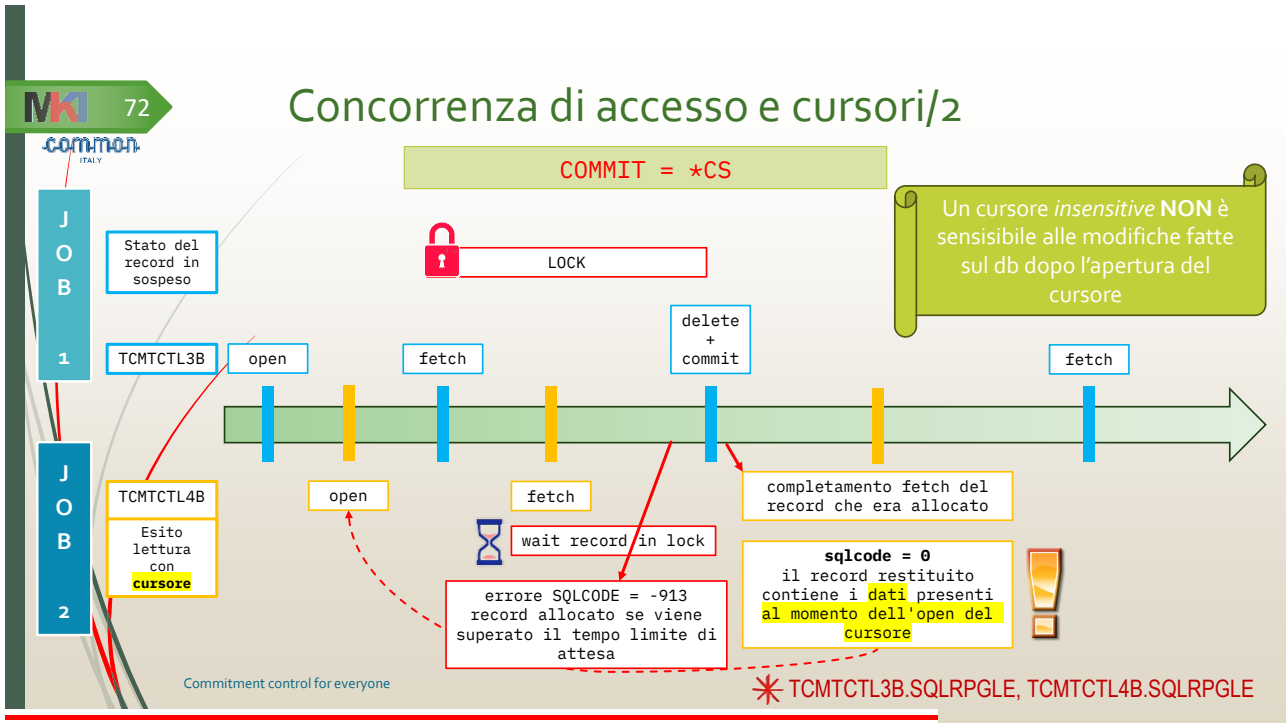 MK1
72
common
ITALY
Concorrenza di accesso e cursori/2
COMMIT = *CS
Un cursore insensitive NON è
sensisibile alle modifiche fatte
sul db dopo l'apertura del
cursore
J
O
B
1
Stato del
record in
sospeso
LOCK
delete
+
commit
TCMTCTL3B
open
fetch
fetch
J
O
B
2
TCMTCTL4B
Esito
lettura
con
cursore
open
fetch
wait record in lock
completamento fetch del
record che era allocato
errore SQLCODE = -913
record allocato se viene
superato il tempo limite di
attesa
sqlcode = 0
il record restituito
contiene i dati presenti
al momento dell'open del
cursore
Commitment control for everyone
TCMTCTL3B.SQLRPGLE, TCMTCTL4B.SQLRPGLE